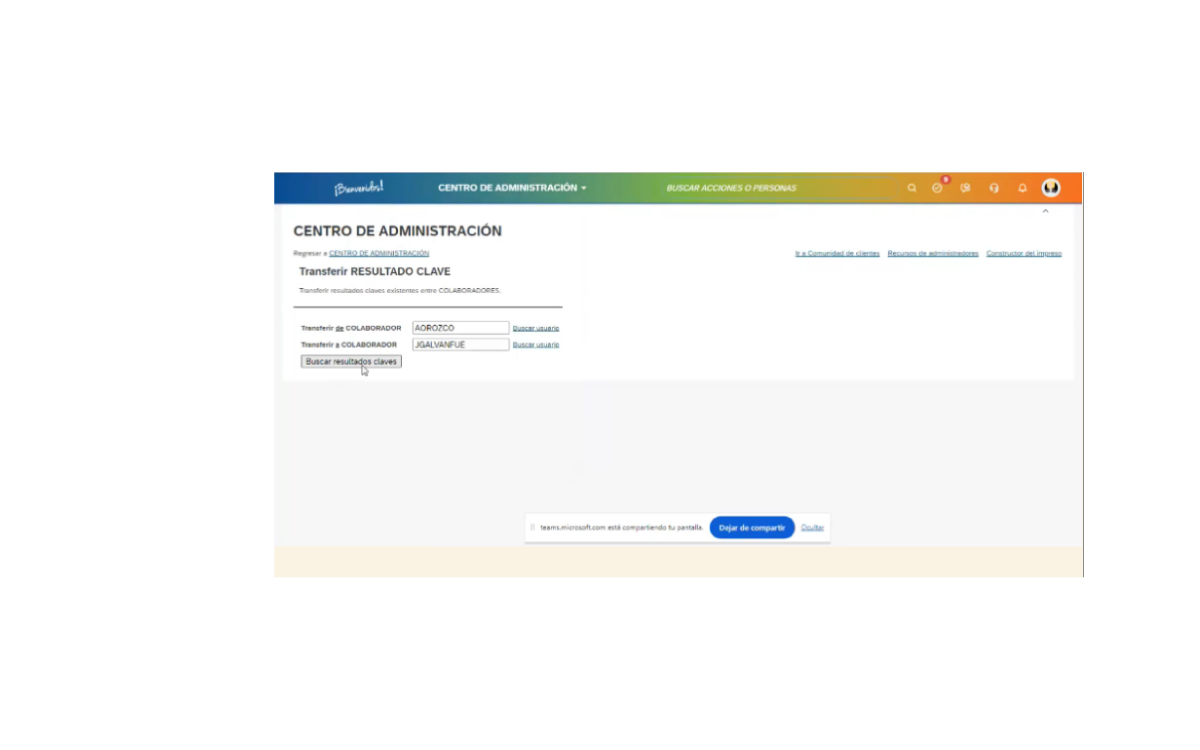 ¡Bienvenidos!
CENTRO DE ADMINISTRACIÓN
BUSCAR ACCIONES O PERSONAS
CENTRO DE ADMINISTRACIÓN
Regresar a CENTRO DE ADMINISTRACIÓN
Ir a Comunidad de clientes Recursos de administradores Constructor del impreso
Transferir RESULTADO CLAVE
Transferir resultados claves existentes entre COLABORADORES.
Transferir de COLABORADOR AOROZCO Buscar usuario
Transferir a COLABORADOR JGALVANFUE Buscar usuario
Buscar resultados claves
teams.microsoft.com está compartiendo tu pantalla. Dejar de compartir Ocultar